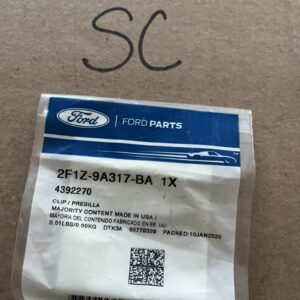 SC
Ford | FORD PARTS
2F1Z-9A317-BA 1X
4392270
CLIP / PRESILLA
MAJORITY CONTENT MADE IN USA /
MAYORIA DEL CONTENIDO FABRICADO EN EE. UU.
0.01LBS/0.00KG DTK3A 60779309 PACKED:10JAN2020